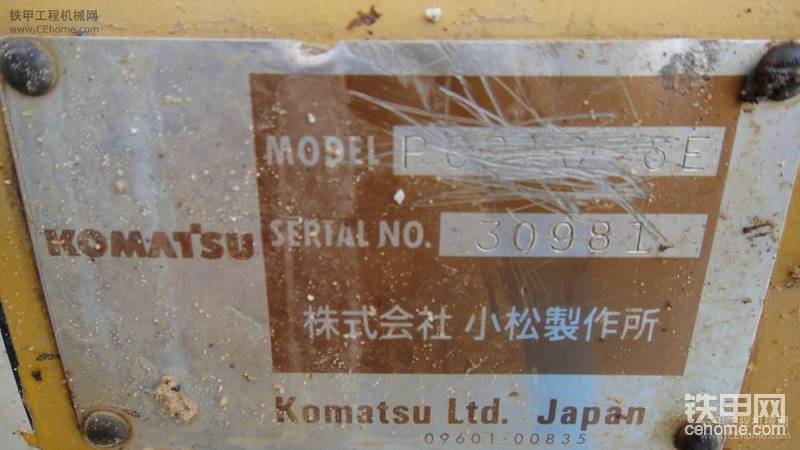 铁甲工程机械网
www.CEhome.com
MODEL
KOMATSU
SERIAL NO. 30981
株式会社 小松製作所
Komatsu Ltd. Japan
09601-00835
铁甲网
cehome.com